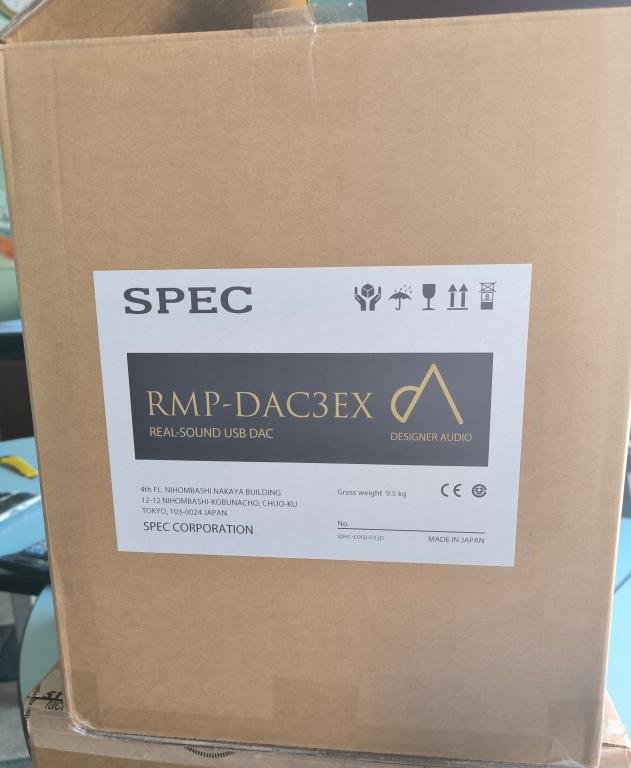 SPEC
8
RMP-DAC3EX
REAL-SOUND USB DAC
DESIGNER AUDIO
4th FL. NIHOMBASHI NAKAYA BUILDING
12-12 NIHOMBASHI-KOBUNACHO, CHUO-KU
TOKYO, 103-0024 JAPAN
SPEC CORPORATION
Gross weight 9.5 kg
CE
No.
spec-corp.co.jp
MADE IN JAPAN